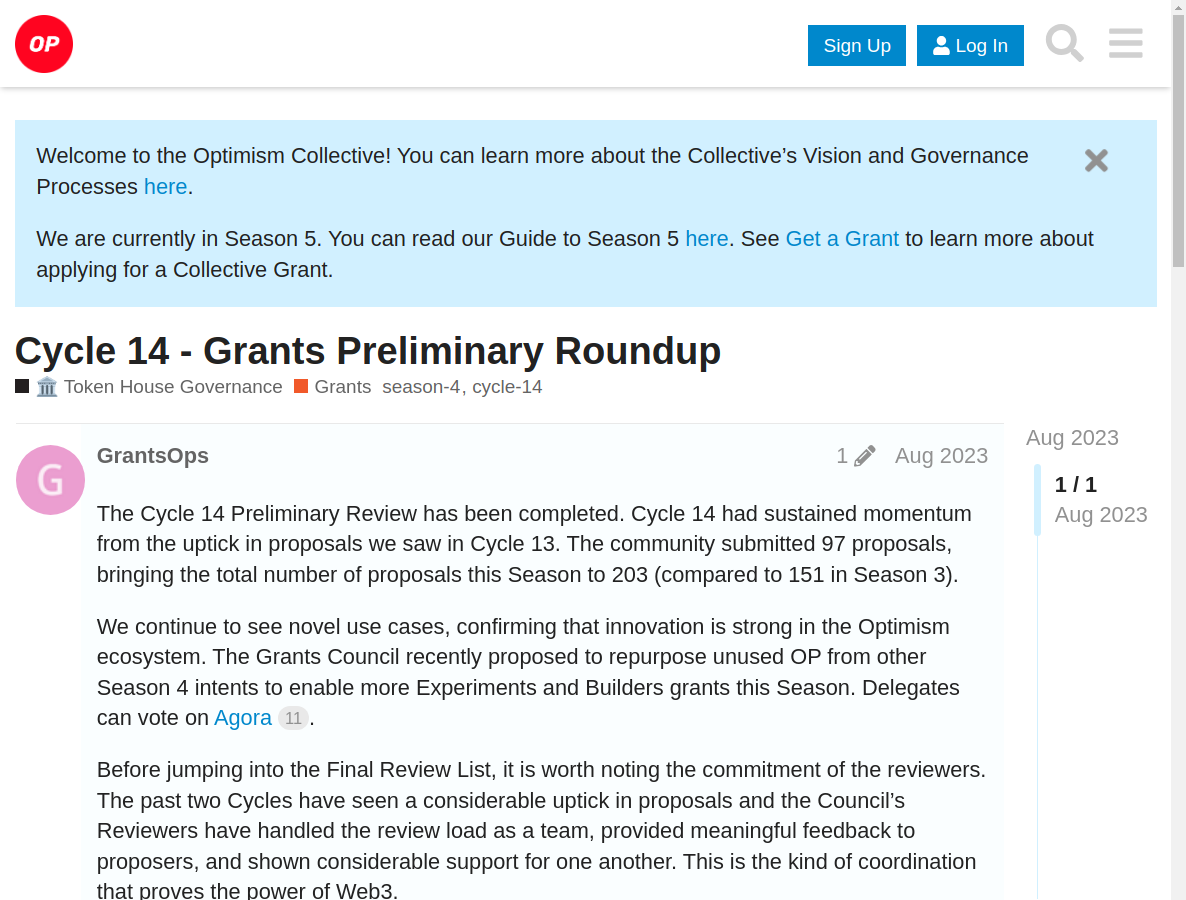 OP
Sign Up
Log In
Welcome to the Optimism Collective! You can learn more about the Collective’s Vision and Governance
Processes here.
We are currently in Season 5. You can read our Guide to Season 5 here. See Get a Grant to learn more about
applying for a Collective Grant.
Cycle 14 - Grants Preliminary Roundup
Token House Governance Grants season-4, cycle-14
G
GrantsOps
1
Aug 2023
Aug 2023
1 / 1
Aug 2023
The Cycle 14 Preliminary Review has been completed. Cycle 14 had sustained momentum
from the uptick in proposals we saw in Cycle 13. The community submitted 97 proposals,
bringing the total number of proposals this Season to 203 (compared to 151 in Season 3).
We continue to see novel use cases, confirming that innovation is strong in the Optimism
ecosystem. The Grants Council recently proposed to repurpose unused OP from other
Season 4 intents to enable more Experiments and Builders grants this Season. Delegates
can vote on Agora 11.
Before jumping into the Final Review List, it is worth noting the commitment of the reviewers.
The past two Cycles have seen a considerable uptick in proposals and the Council’s
Reviewers have handled the review load as a team, provided meaningful feedback to
proposers, and shown considerable support for one another. This is the kind of coordination
that proves the power of Web3.